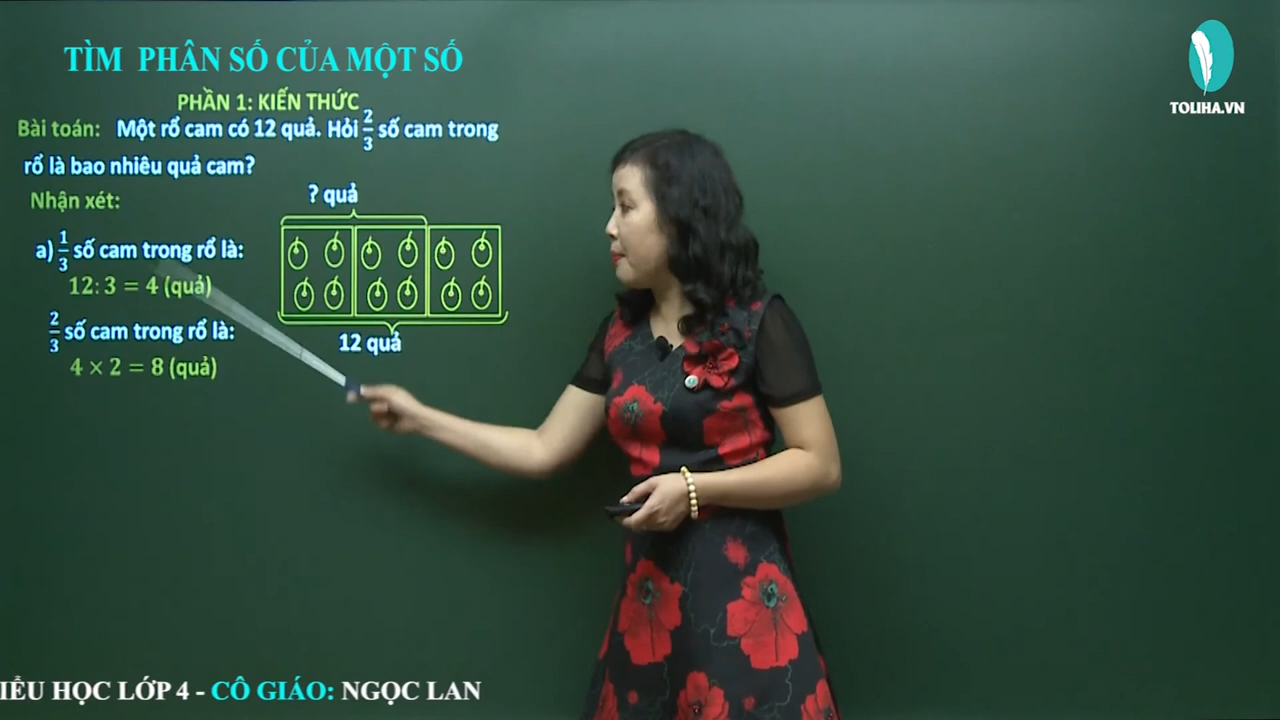 TÌM PHÂN SỐ CỦA MỘT SỐ
TOLIHA.VN
PHẦN 1: KIẾN THỨC
Bài toán: Một rổ cam có 12 quả. Hỏi 2/3 số cam trong
rổ là bao nhiêu quả cam?
Nhận xét:
? quả
a) 1/3 số cam trong rổ là:
12: 3 = 4 (quả)
2/3 số cam trong rổ là:
12 quả
4 × 2 = 8 (quả)
IỂU HỌC LỚP 4 - CÔ GIÁO: NGỌC LAN